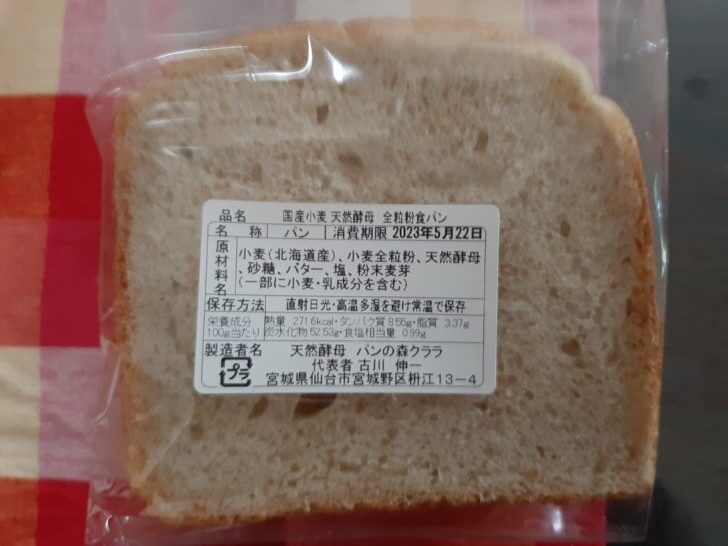 品名 国産小麦 天然酵母 全粒粉食パン
名称 パン 消費期限 2023年5月22日
原材料名 小麦(北海道産)、小麦全粒粉、天然酵母
、砂糖、バター、塩、粉末麦芽
(一部に小麦・乳成分を含む)
保存方法 直射日光・高温多湿を避け常温で保存
栄養成分 熱量 271.6kcal・タンパク質 8.55g・脂質 3.37g
100g当たり 炭水化物 52.53g・食塩相当量 0.99g
製造者名 天然酵母 パンの森クララ
代表者 古川 伸一
プラ 宮城県仙台市宮城野区枡江13-4